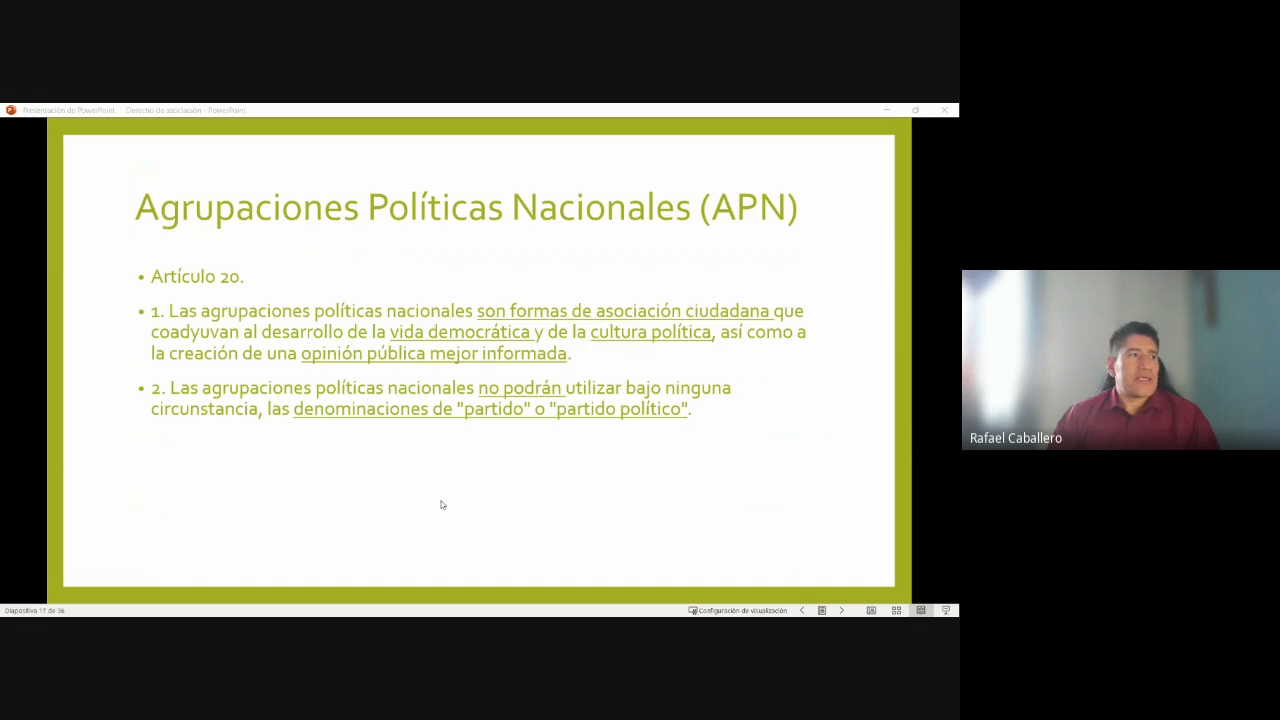 Presentación de PowerPoint - Derecho de asociación - PowerPoint
Agrupaciones Políticas Nacionales (APN)
• Artículo 20.
• 1. Las agrupaciones políticas nacionales son formas de asociación ciudadana que
coadyuvan al desarrollo de la vida democrática y de la cultura política, así como a
la creación de una opinión pública mejor informada.
• 2. Las agrupaciones políticas nacionales no podrán utilizar bajo ninguna
circunstancia, las denominaciones de "partido" o "partido político".
Rafael Caballero
Diapositiva 17 de 36
Configuración de visualización